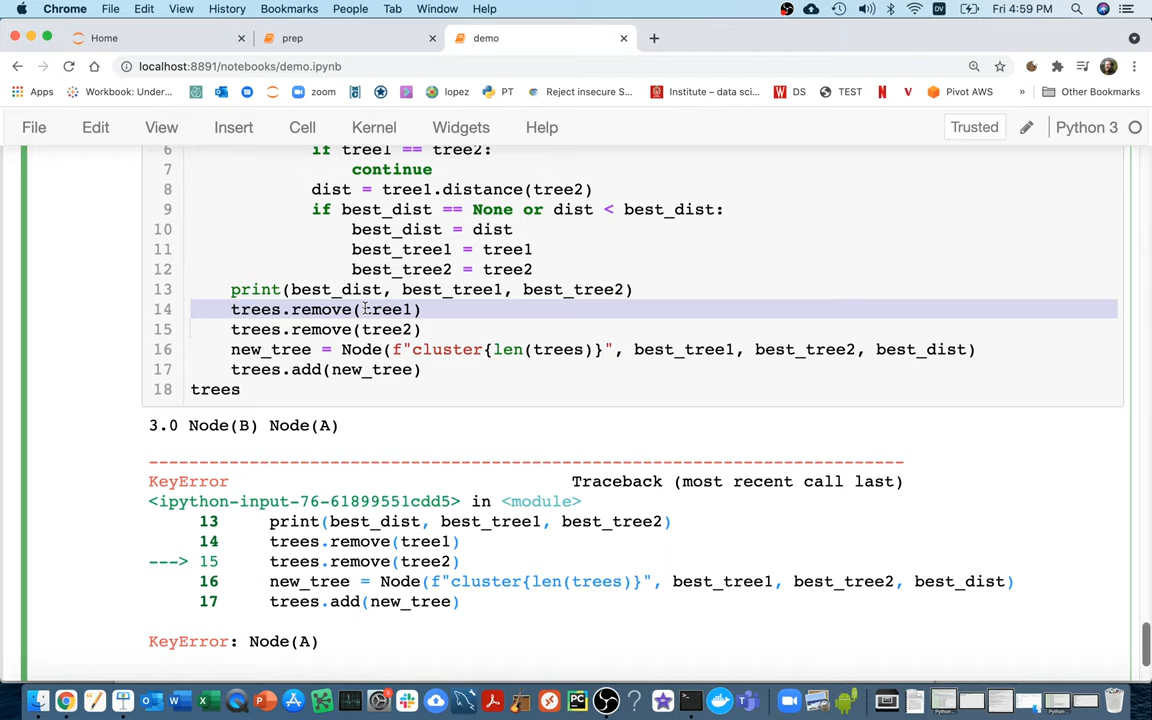 Chrome File Edit View History Bookmarks People Tab Window Help Fri 4:59 PM
Home prep demo
localhost:8891/notebooks/demo.ipynb
Apps Workbook: Under... zoom lopez PT Reject insecure S... Institute – data sci... DS TEST Pivot AWS » Other Bookmarks
File Edit View Insert Cell Kernel Widgets Help Trusted Python 3
6 if tree1 == tree2:
7 continue
8 dist = tree1.distance(tree2)
9 if best_dist == None or dist < best_dist:
10 best_dist = dist
11 best_tree1 = tree1
12 best_tree2 = tree2
13 print(best_dist, best_tree1, best_tree2)
14 trees.remove(tree1)
15 trees.remove(tree2)
16 new_tree = Node(f"cluster{len(trees)}", best_tree1, best_tree2, best_dist)
17 trees.add(new_tree)
18 trees
3.0 Node(B) Node(A)
---------------------------------------------------------------------------
KeyError Traceback (most recent call last)
<ipython-input-76-61899551cdd5> in <module>
13 print(best_dist, best_tree1, best_tree2)
14 trees.remove(tree1)
---> 15 trees.remove(tree2)
16 new_tree = Node(f"cluster{len(trees)}", best_tree1, best_tree2, best_dist)
17 trees.add(new_tree)
KeyError: Node(A)